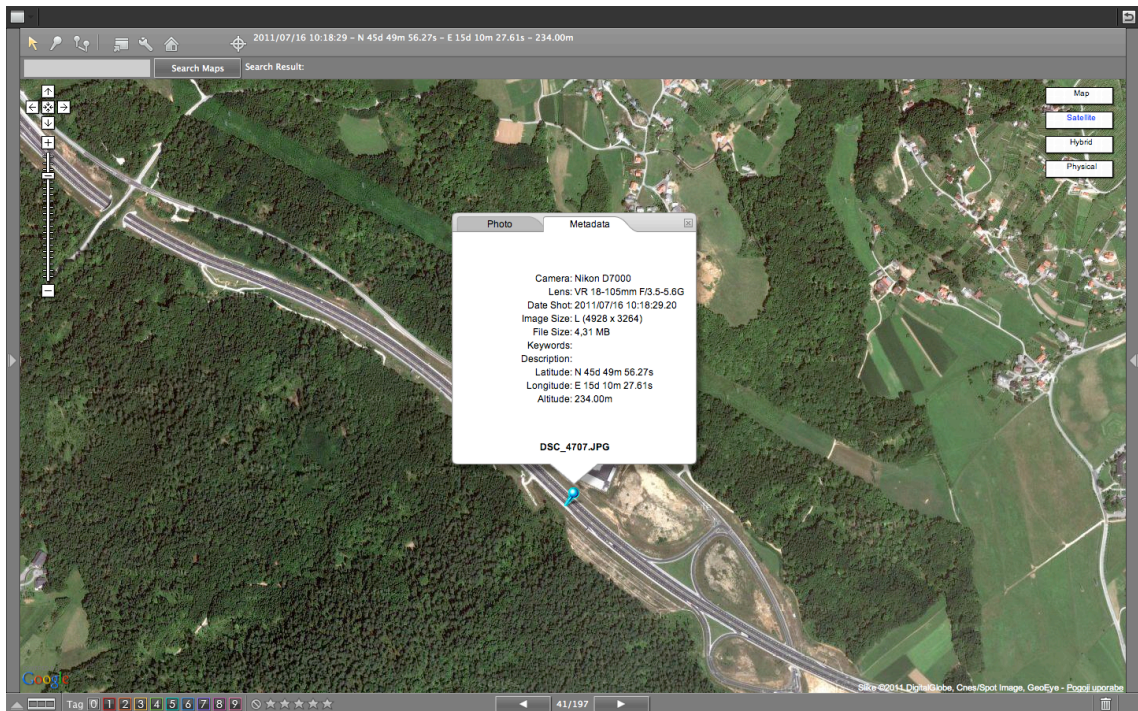 2011/07/16 10:18:29 - N 45d 49m 56.27s - E 15d 10m 27.61s - 234.00m
Search Maps Search Result:
Map
Satellite
Hybrid
Physical
Photo Metadata
Camera: Nikon D7000
Lens: VR 18-105mm F/3.5-5.6G
Date Shot: 2011/07/16 10:18:29.20
Image Size: L (4928 x 3264)
File Size: 4,31 MB
Keywords:
Description:
Latitude: N 45d 49m 56.27s
Longitude: E 15d 10m 27.61s
Altitude: 234.00m
DSC_4707.JPG
Google
Slike ©2011 DigitalGlobe, Cnes/Spot Image, GeoEye - Pogoji uporabe
Tag 0 1 2 3 4 5 6 7 8 9 41/197